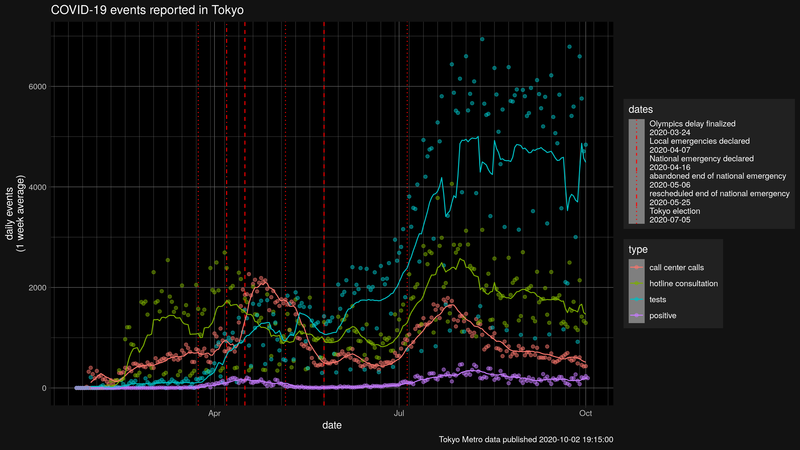 COVID-19 events reported in Tokyo
6000
4000
2000
0
daily events
(1 week average)
Apr
Jul
Oct
date
dates
Olympics delay finalized
2020-03-24
Local emergencies declared
2020-04-07
National emergency declared
2020-04-16
abandoned end of national emergency
2020-05-06
rescheduled end of national emergency
2020-05-25
Tokyo election
2020-07-05
type
call center calls
hotline consultation
tests
positive
Tokyo Metro data published 2020-10-02 19:15:00